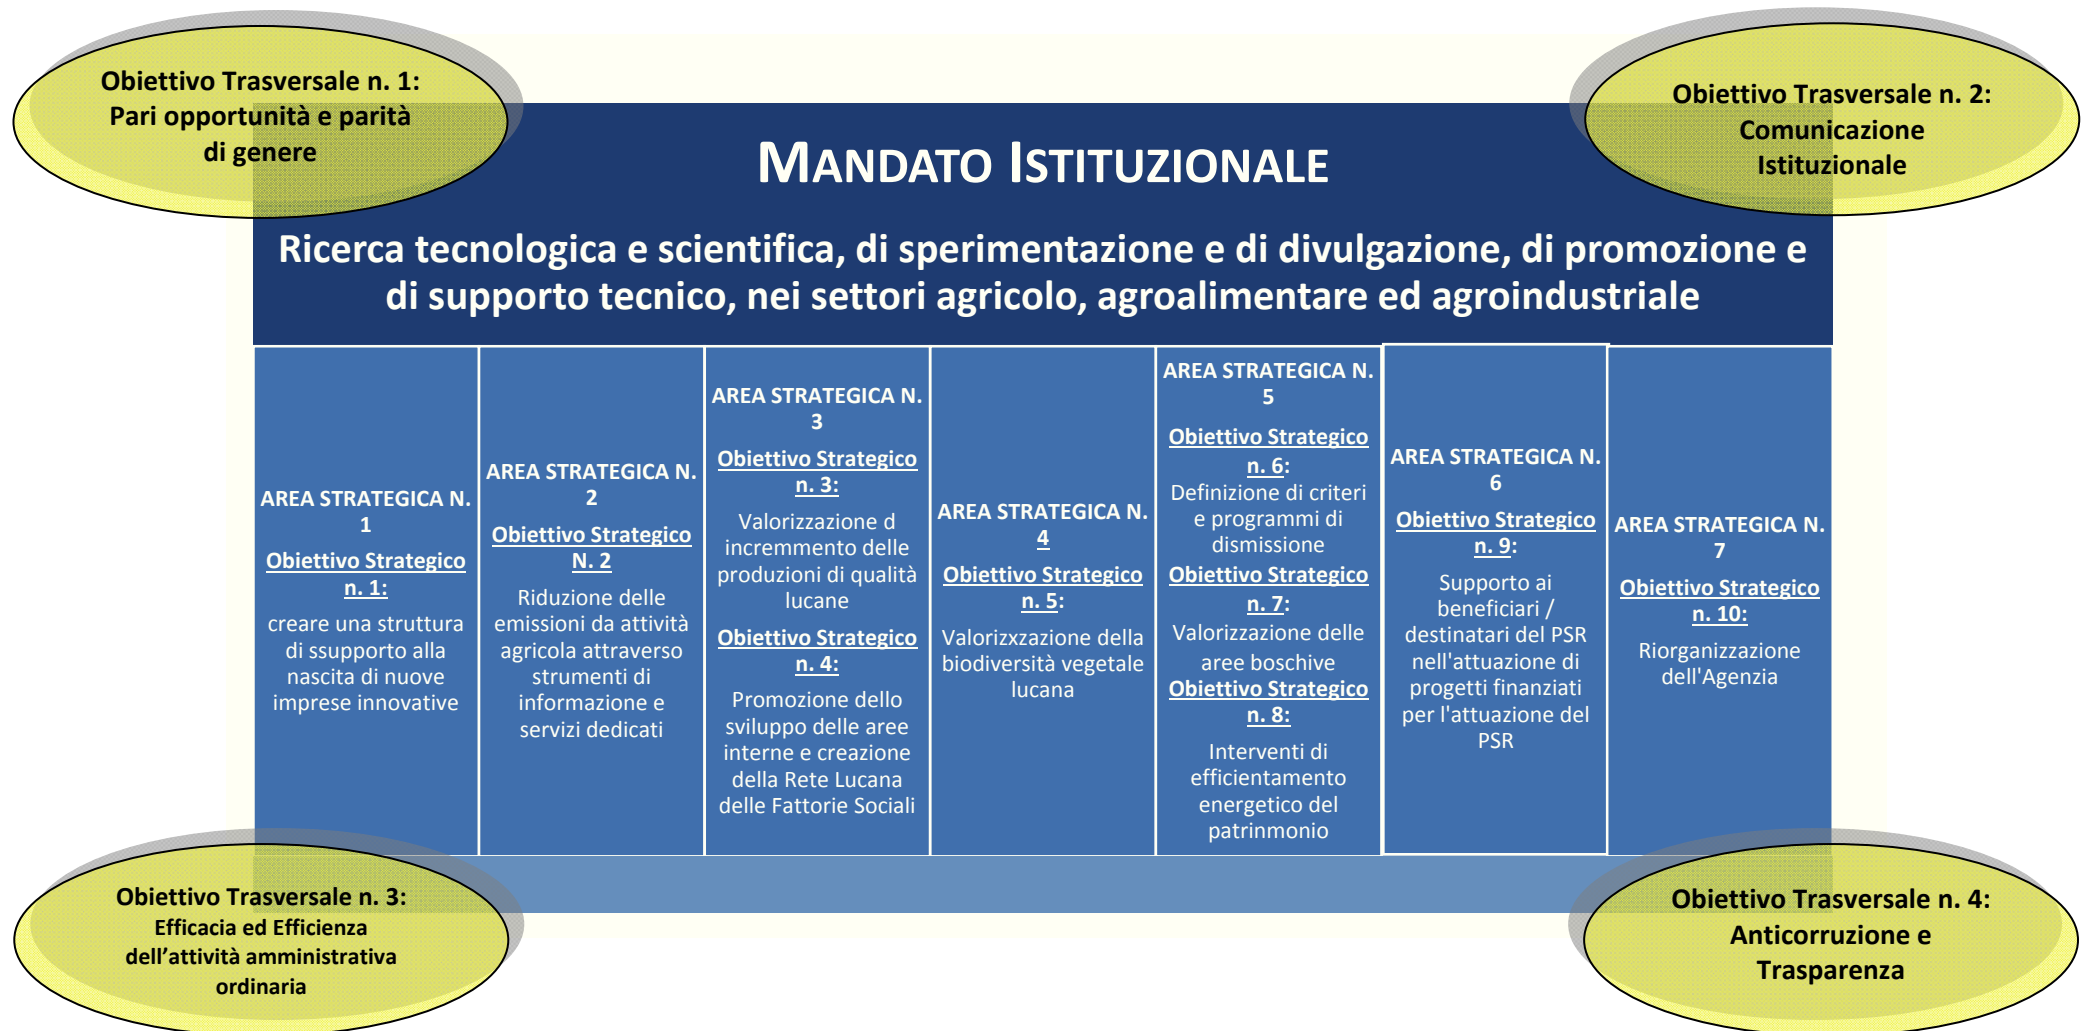 Obiettivo Trasversale n. 1:
Pari opportunità e parità
di genere
Obiettivo Trasversale n. 2:
Comunicazione
Istituzionale
MANDATO ISTITUZIONALE
Ricerca tecnologica e scientifica, di sperimentazione e di divulgazione, di promozione e
di supporto tecnico, nei settori agricolo, agroalimentare ed agroindustriale
AREA STRATEGICA N.
1
Obiettivo Strategico
n. 1:
creare una struttura
di ssupporto alla
nascita di nuove
imprese innovative
AREA STRATEGICA N.
2
Obiettivo Strategico
N. 2
Riduzione delle
emissioni da attività
agricola attraverso
strumenti di
informazione e
servizi dedicati
AREA STRATEGICA N.
3
Obiettivo Strategico
n. 3:
Valorizzazione d
incremmento delle
produzioni di qualità
lucane
Obiettivo Strategico
n. 4:
Promozione dello
sviluppo delle aree
interne e creazione
della Rete Lucana
delle Fattorie Sociali
AREA STRATEGICA N.
4
Obiettivo Strategico
n. 5:
Valorizxzazione della
biodiversità vegetale
lucana
AREA STRATEGICA N.
5
Obiettivo Strategico
n. 6:
Definizione di criteri
e programmi di
dismissione
Obiettivo Strategico
n. 7:
Valorizzazione delle
aree boschive
Obiettivo Strategico
n. 8:
Interventi di
efficientamento
energetico del
patrinmonio
AREA STRATEGICA N.
6
Obiettivo Strategico
n. 9:
Supporto ai
beneficiari /
destinatari del PSR
nell'attuazione di
progetti finanziati
per l'attuazione del
PSR
AREA STRATEGICA N.
7
Obiettivo Strategico
n. 10:
Riorganizzazione
dell'Agenzia
Obiettivo Trasversale n. 3:
Efficacia ed Efficienza
dell’attività amministrativa
ordinaria
Obiettivo Trasversale n. 4:
Anticorruzione e
Trasparenza